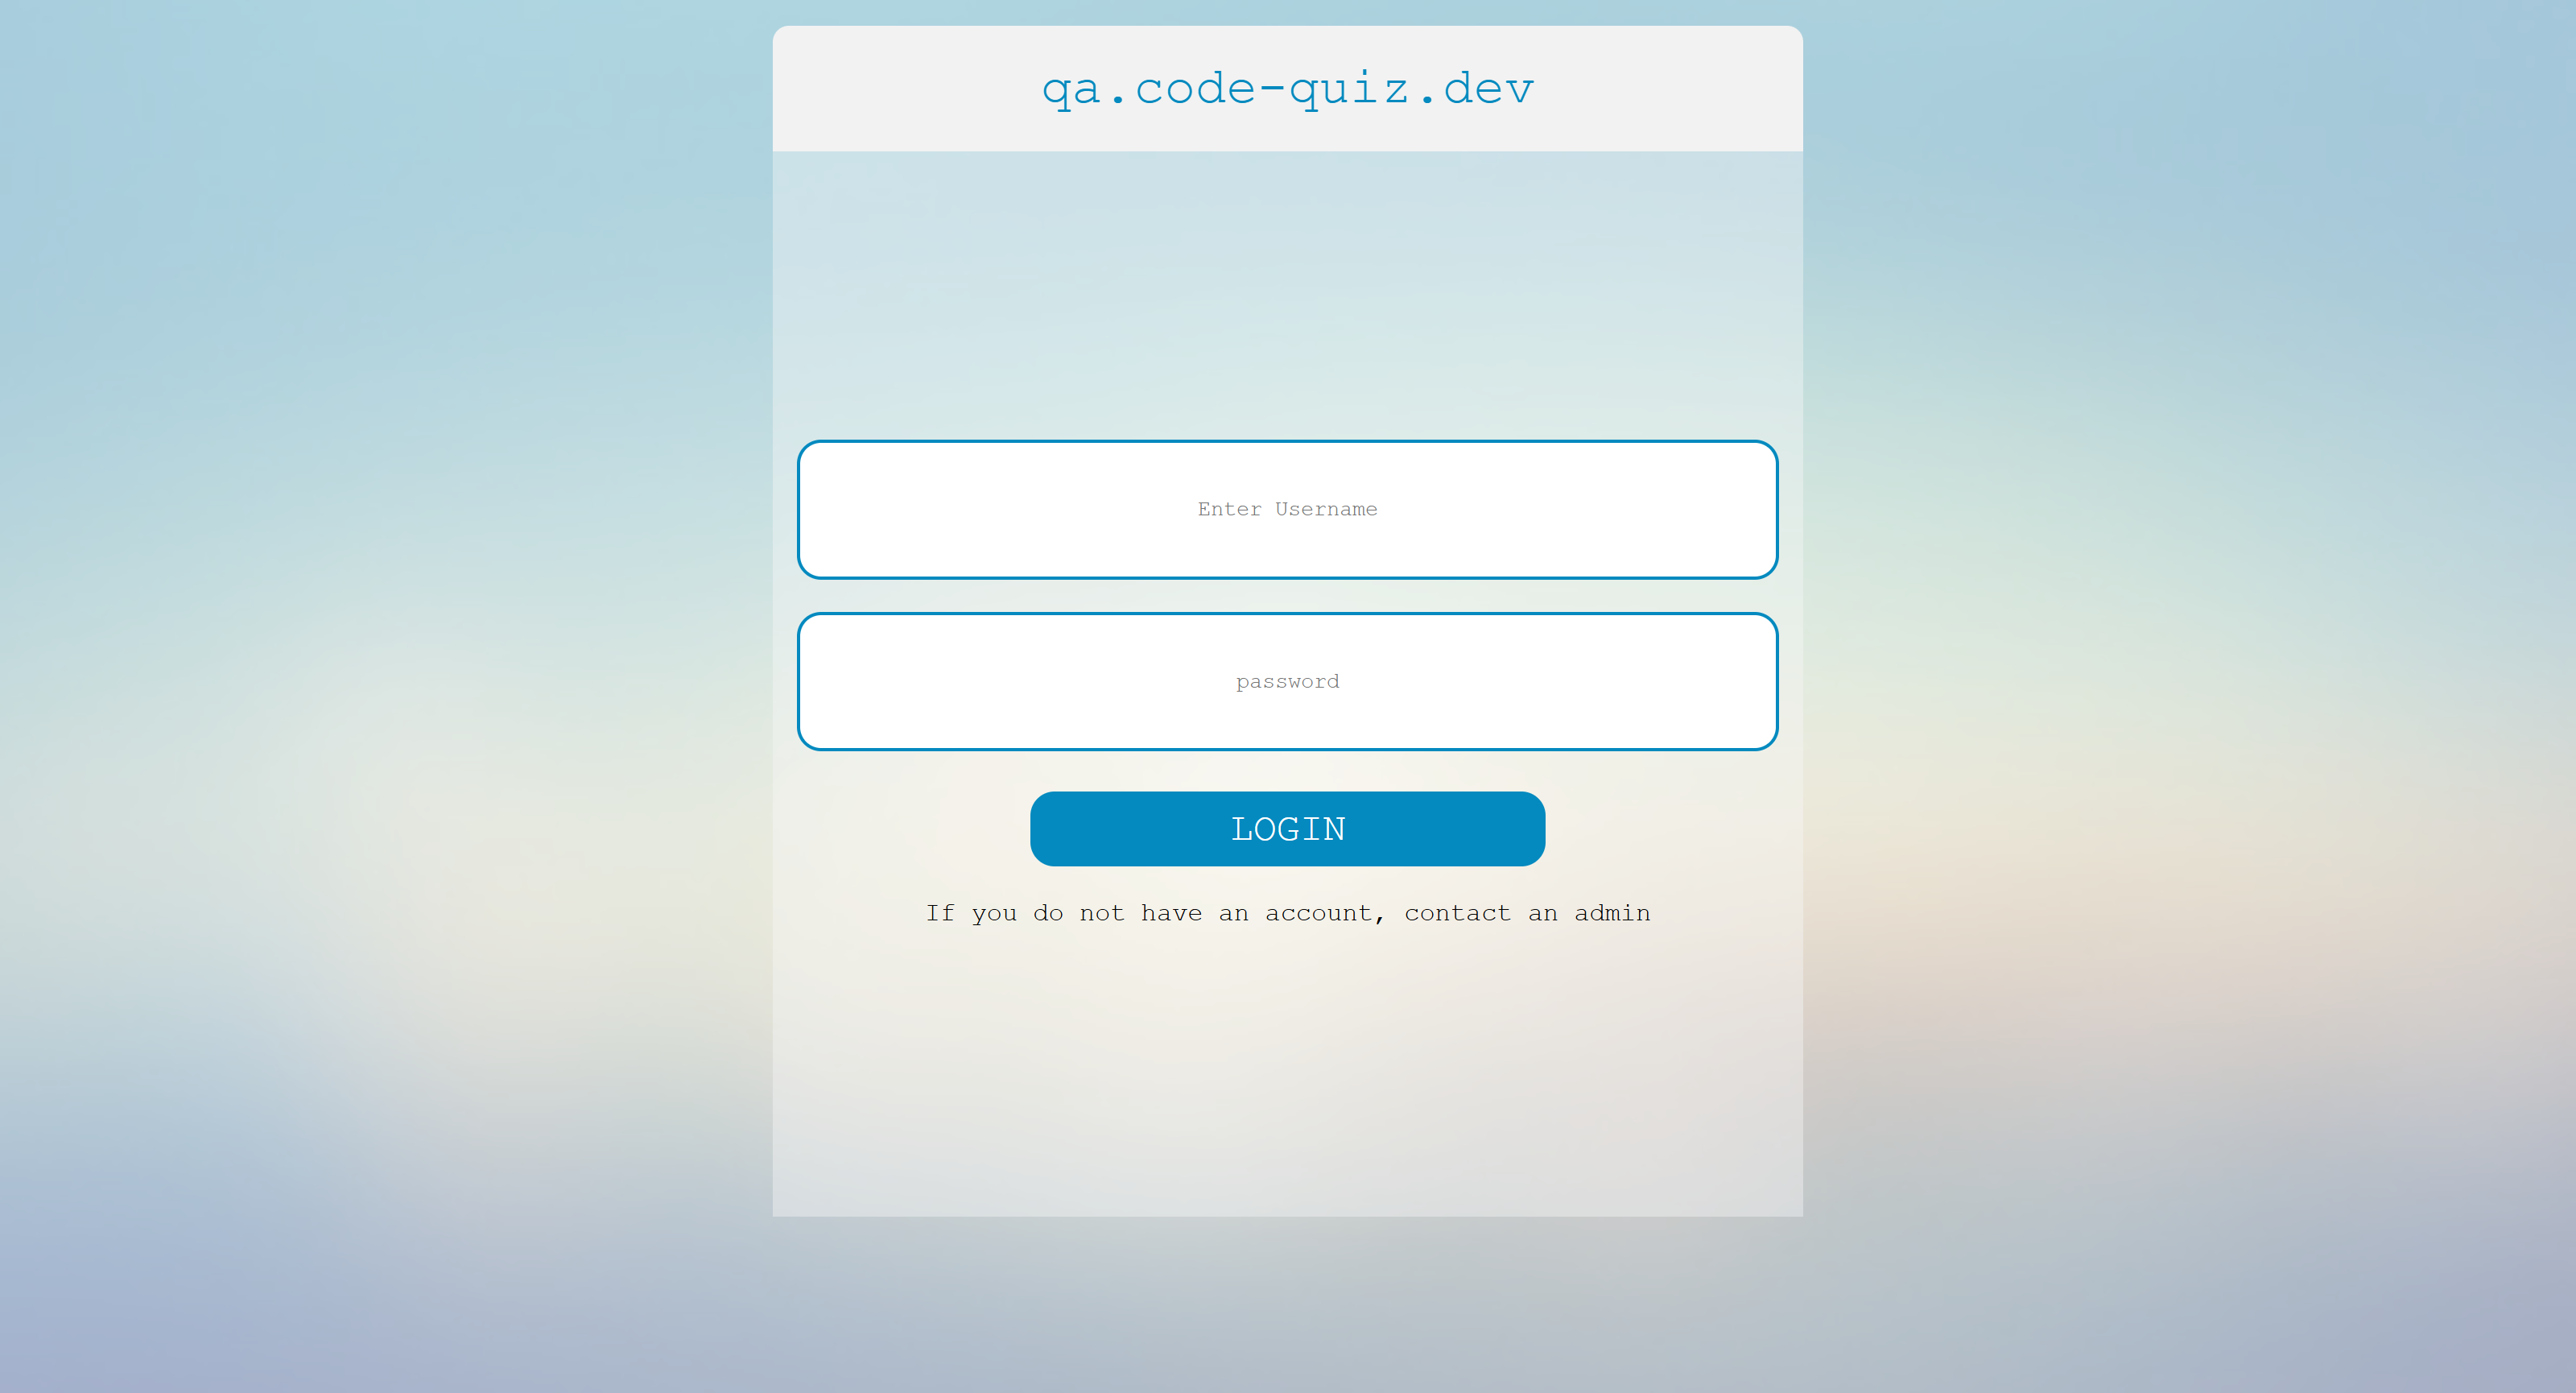 qa.code-quiz.dev
Enter Username
password
LOGIN
If you do not have an account, contact an admin